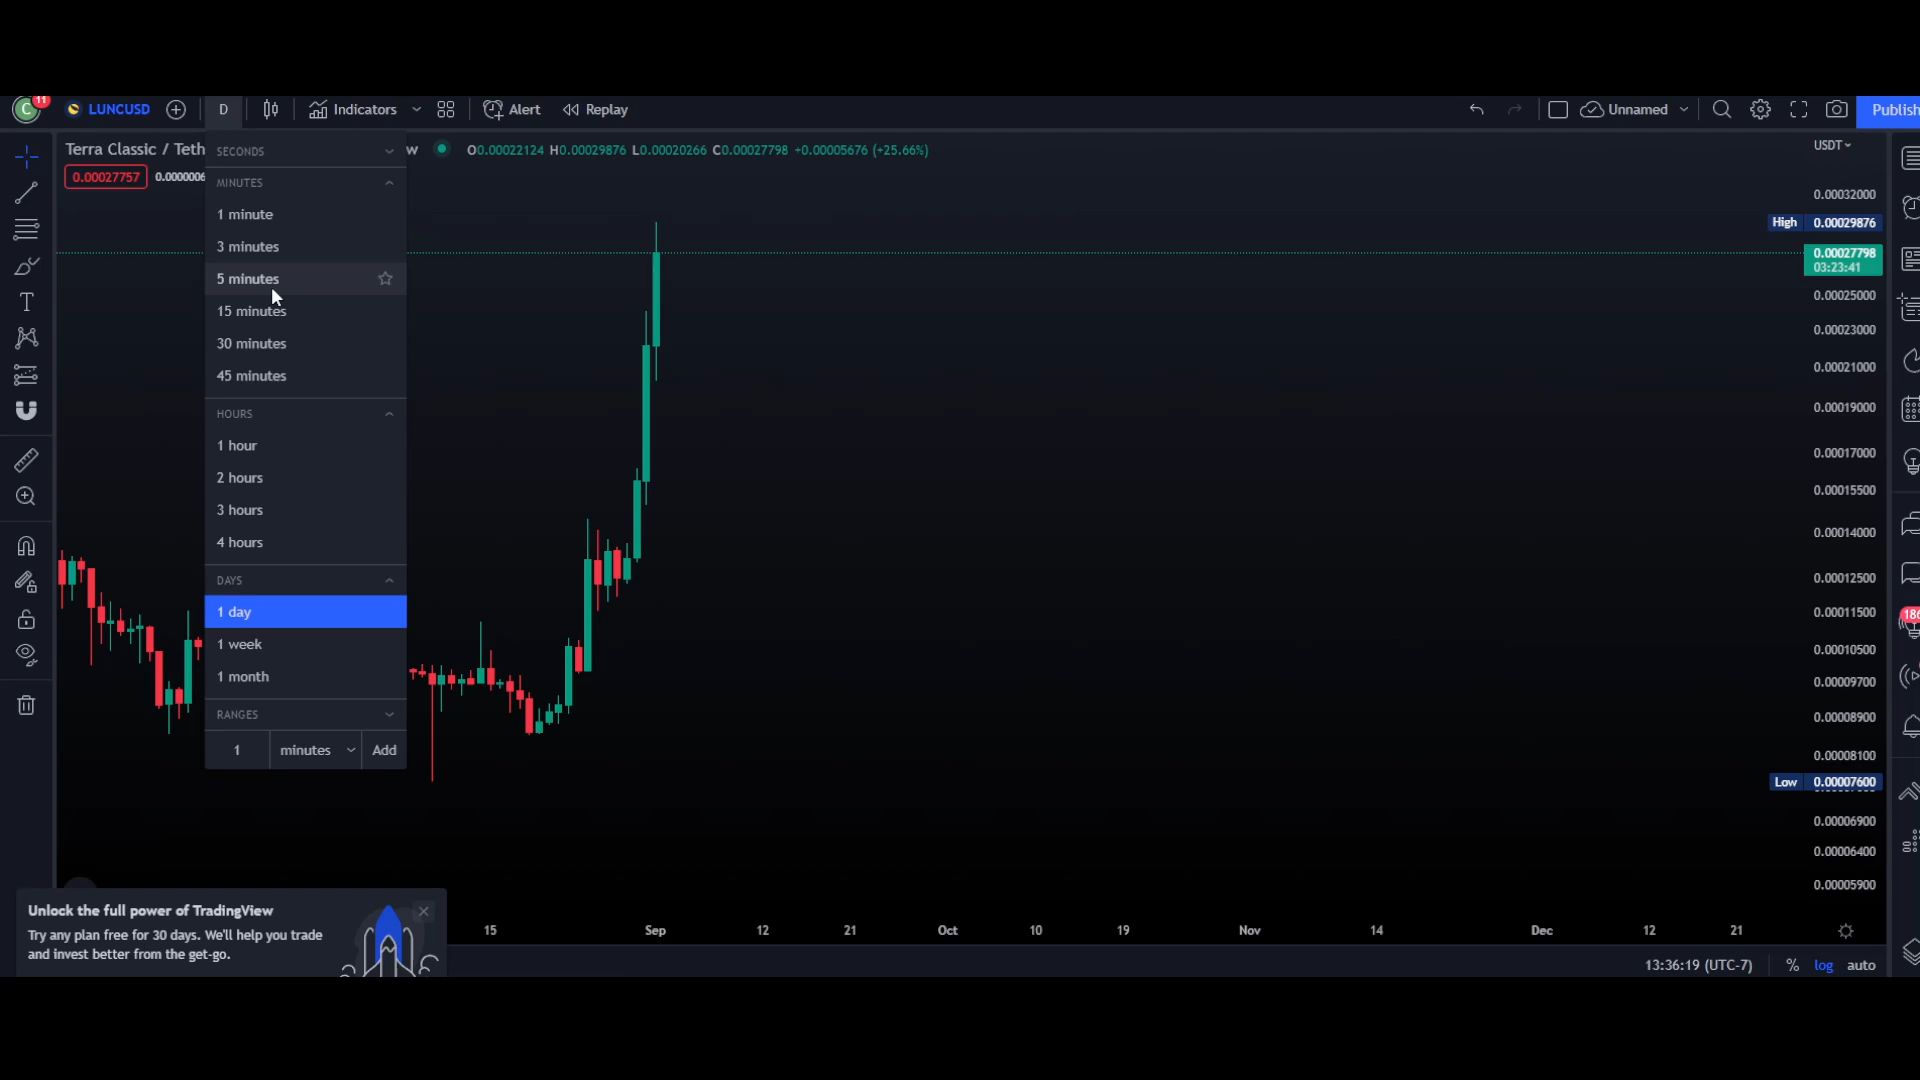 C 11 LUNCUSD D Indicators Alert Replay Unnamed Publish
Terra Classic / Teth w O0.00022124 H0.00029876 L0.00020266 C0.00027798 +0.00005676 (+25.66%) USDT
0.00027757 0.0000006
SECONDS
MINUTES
1 minute
3 minutes
5 minutes
15 minutes
30 minutes
45 minutes
HOURS
1 hour
2 hours
3 hours
4 hours
DAYS
1 day
1 week
1 month
RANGES
1 minutes Add
0.00032000
High 0.00029876
0.00027798
03:23:41
0.00025000
0.00023000
0.00021000
0.00019000
0.00017000
0.00015500
0.00014000
0.00012500
0.00011500
0.00010500
0.00009700
0.00008900
0.00008100
Low 0.00007600
0.00006900
0.00006400
0.00005900
186
Unlock the full power of TradingView
Try any plan free for 30 days. We'll help you trade
and invest better from the get-go.
15 Sep 12 21 Oct 10 19 Nov 14 Dec 12 21
13:36:19 (UTC-7) % log auto